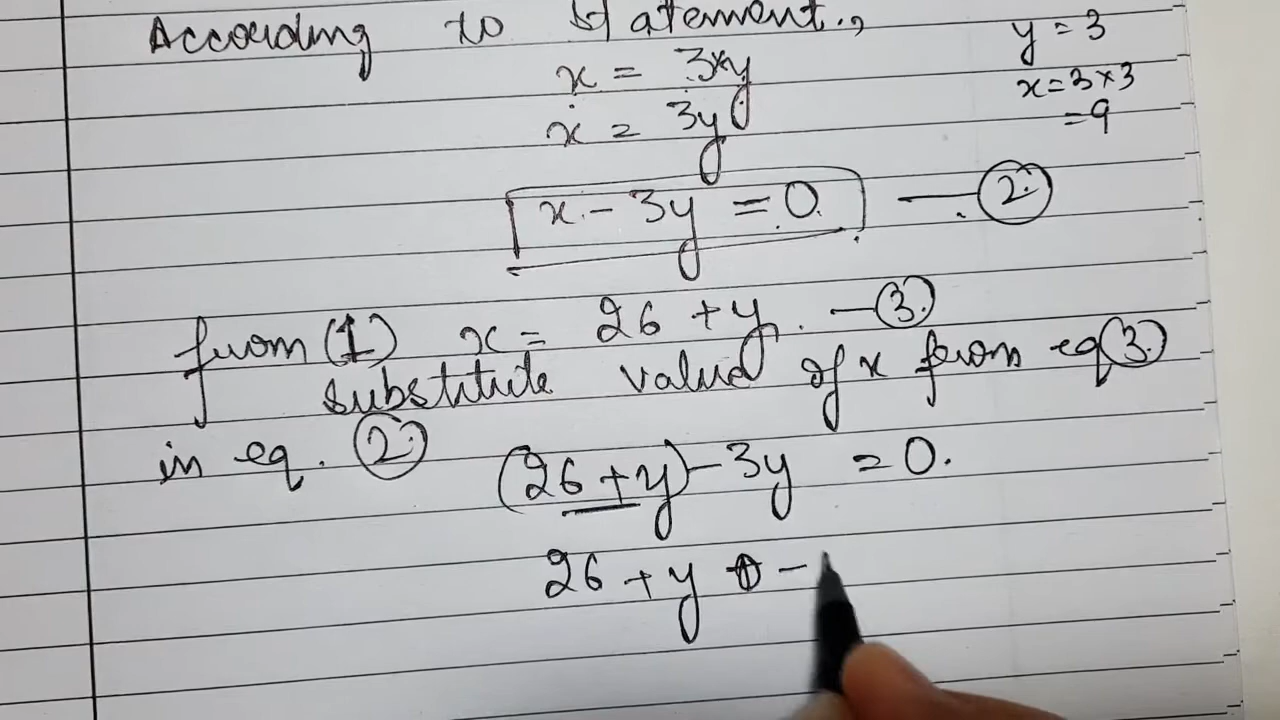 According to statement.,
x = 3xy
x = 3y
y = 3
x = 3 × 3
= 9
x - 3y = 0. — (2)
from (1) x = 26 + y. — (3)
substitute value of x from eq (3)
in eq. (2)
(26 + y) - 3y = 0.
26 + y -